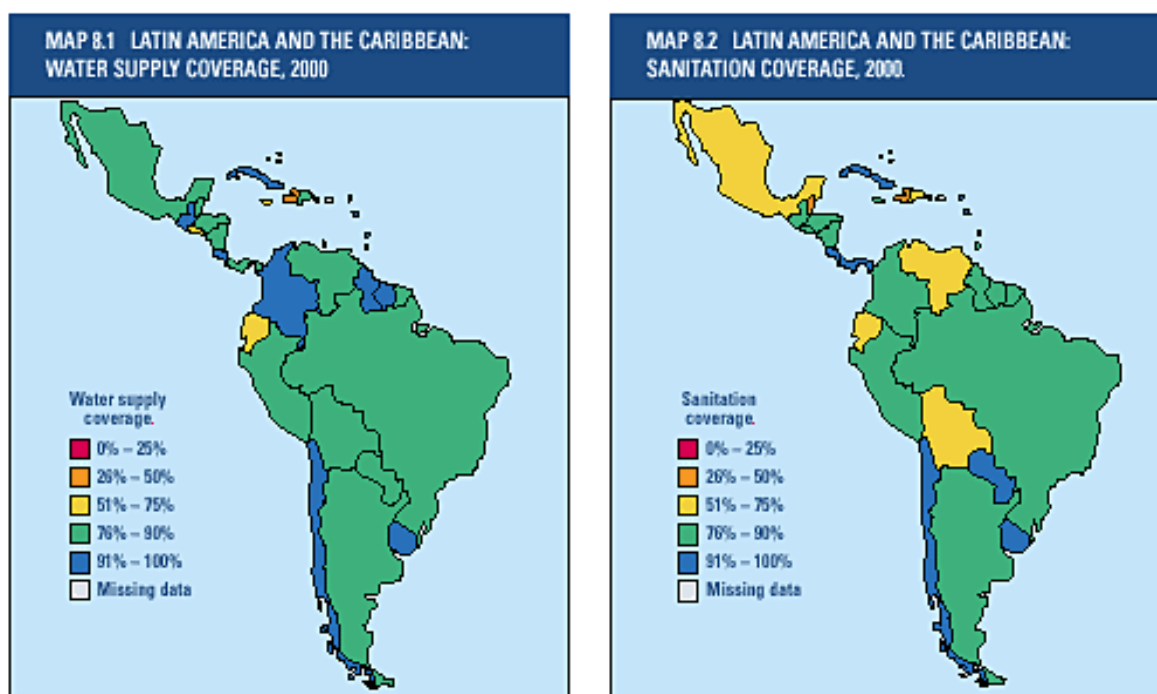 MAP 8.1 LATIN AMERICA AND THE CARIBBEAN:
WATER SUPPLY COVERAGE, 2000
Water supply
coverage.
0% – 25%
26% – 50%
51% – 75%
76% – 90%
91% – 100%
Missing data
MAP 8.2 LATIN AMERICA AND THE CARIBBEAN:
SANITATION COVERAGE, 2000.
Sanitation
coverage.
0% – 25%
26% – 50%
51% – 75%
76% – 90%
91% – 100%
Missing data